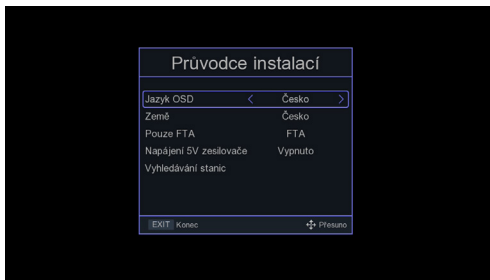 Průvodce instalací
Jazyk OSD < Česko >
Země Česko
Pouze FTA FTA
Napájení 5V zesilovače Vypnuto
Vyhledávání stanic
EXIT Konec Přesuno